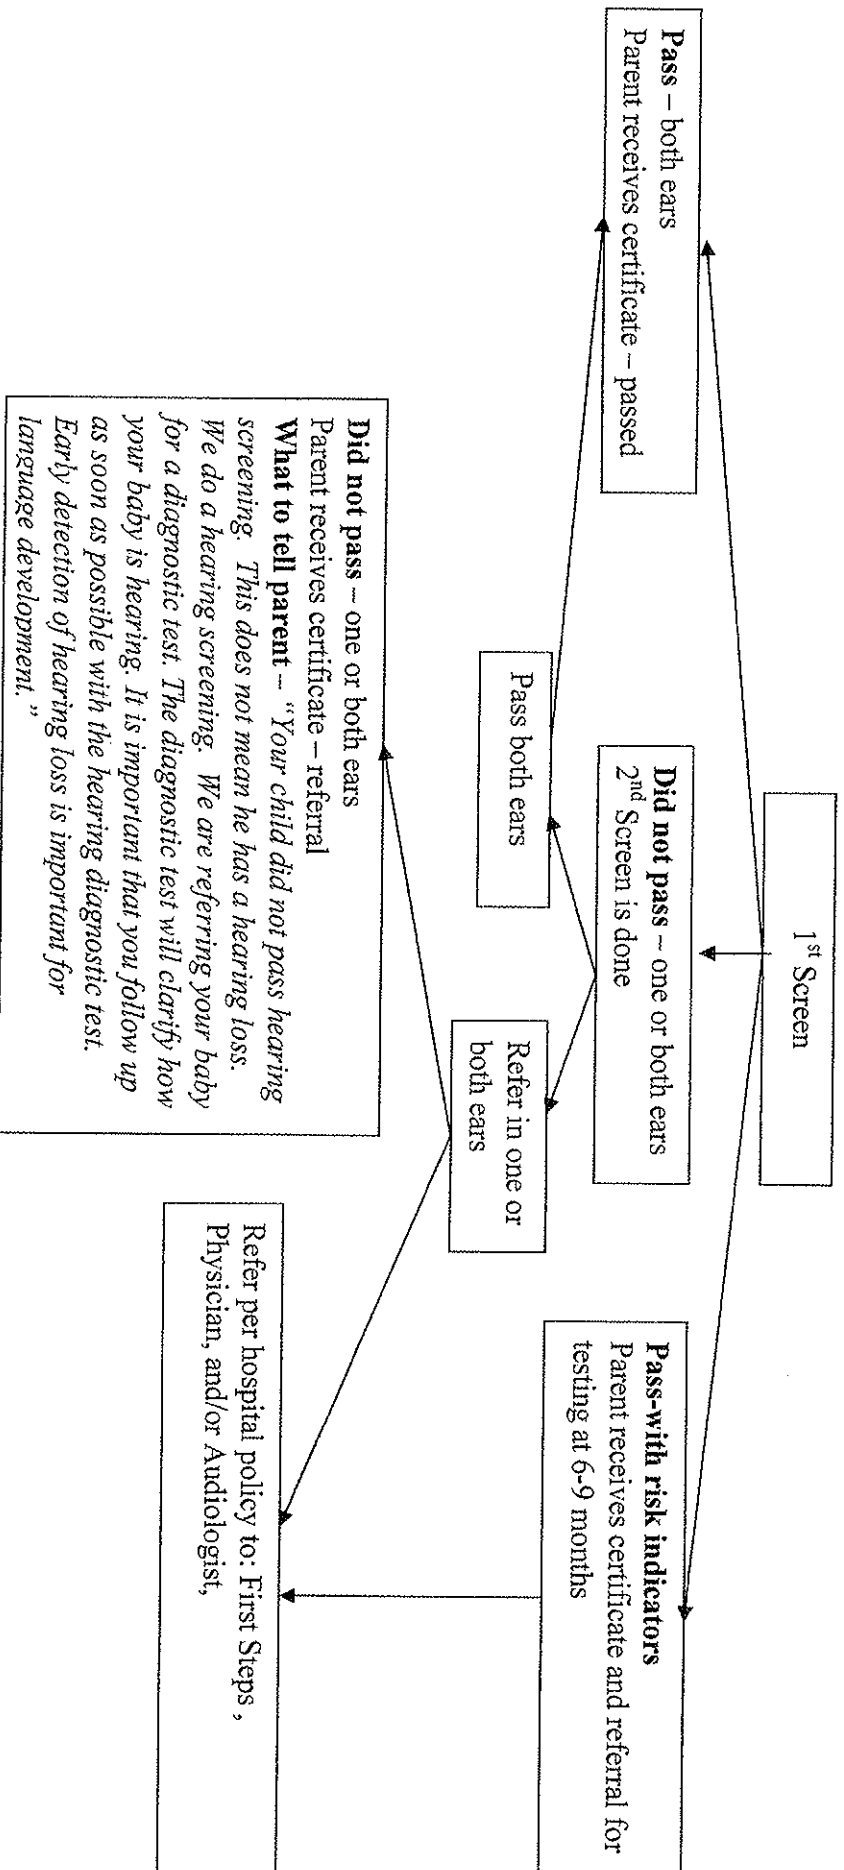 1st Screen
Pass – both ears
Parent receives certificate – passed
Did not pass – one or both ears
2nd Screen is done
Pass-with risk indicators
Parent receives certificate and referral for
testing at 6-9 months
Pass both ears
Refer in one or
both ears
Did not pass – one or both ears
Parent receives certificate – referral
What to tell parent – "Your child did not pass hearing
screening. This does not mean he has a hearing loss.
We do a hearing screening. We are referring your baby
for a diagnostic test. The diagnostic test will clarify how
your baby is hearing. It is important that you follow up
as soon as possible with the hearing diagnostic test.
Early detection of hearing loss is important for
language development."
Refer per hospital policy to: First Steps ,
Physician, and/or Audiologist,